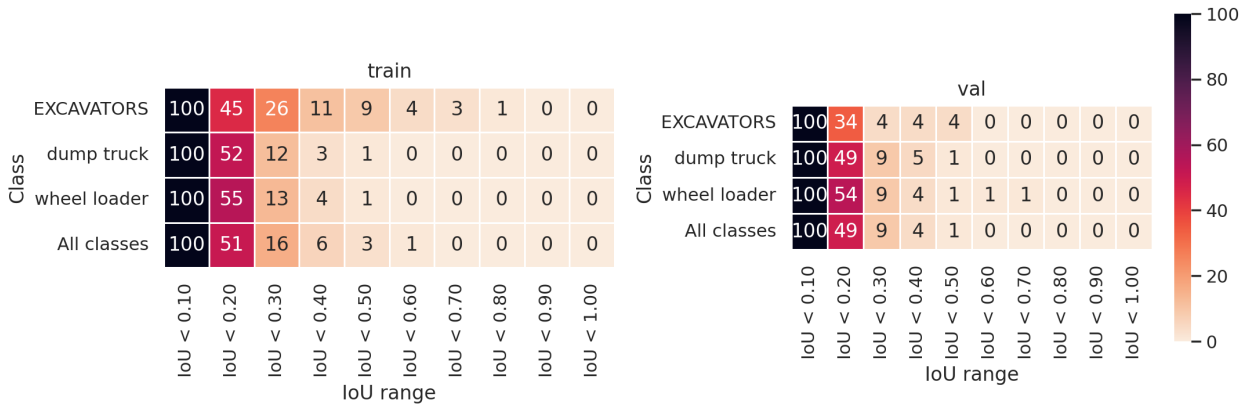 train
Class
EXCAVATORS 100 45 26 11 9 4 3 1 0 0
dump truck 100 52 12 3 1 0 0 0 0 0
wheel loader 100 55 13 4 1 0 0 0 0 0
All classes 100 51 16 6 3 1 0 0 0 0
IoU < 0.10 IoU < 0.20 IoU < 0.30 IoU < 0.40 IoU < 0.50 IoU < 0.60 IoU < 0.70 IoU < 0.80 IoU < 0.90 IoU < 1.00
IoU range
val
Class
EXCAVATORS 100 34 4 4 4 0 0 0 0 0
dump truck 100 49 9 5 1 0 0 0 0 0
wheel loader 100 54 9 4 1 1 1 0 0 0
All classes 100 49 9 4 1 0 0 0 0 0
IoU < 0.10 IoU < 0.20 IoU < 0.30 IoU < 0.40 IoU < 0.50 IoU < 0.60 IoU < 0.70 IoU < 0.80 IoU < 0.90 IoU < 1.00
IoU range
100
80
60
40
20
0